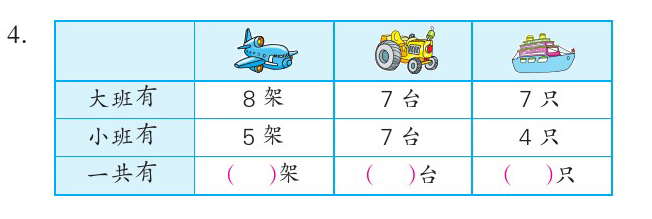 4.
大班有 8 架 7 台 7 只
小班有 5 架 7 台 4 只
一共有 ( )架 ( )台 ( )只